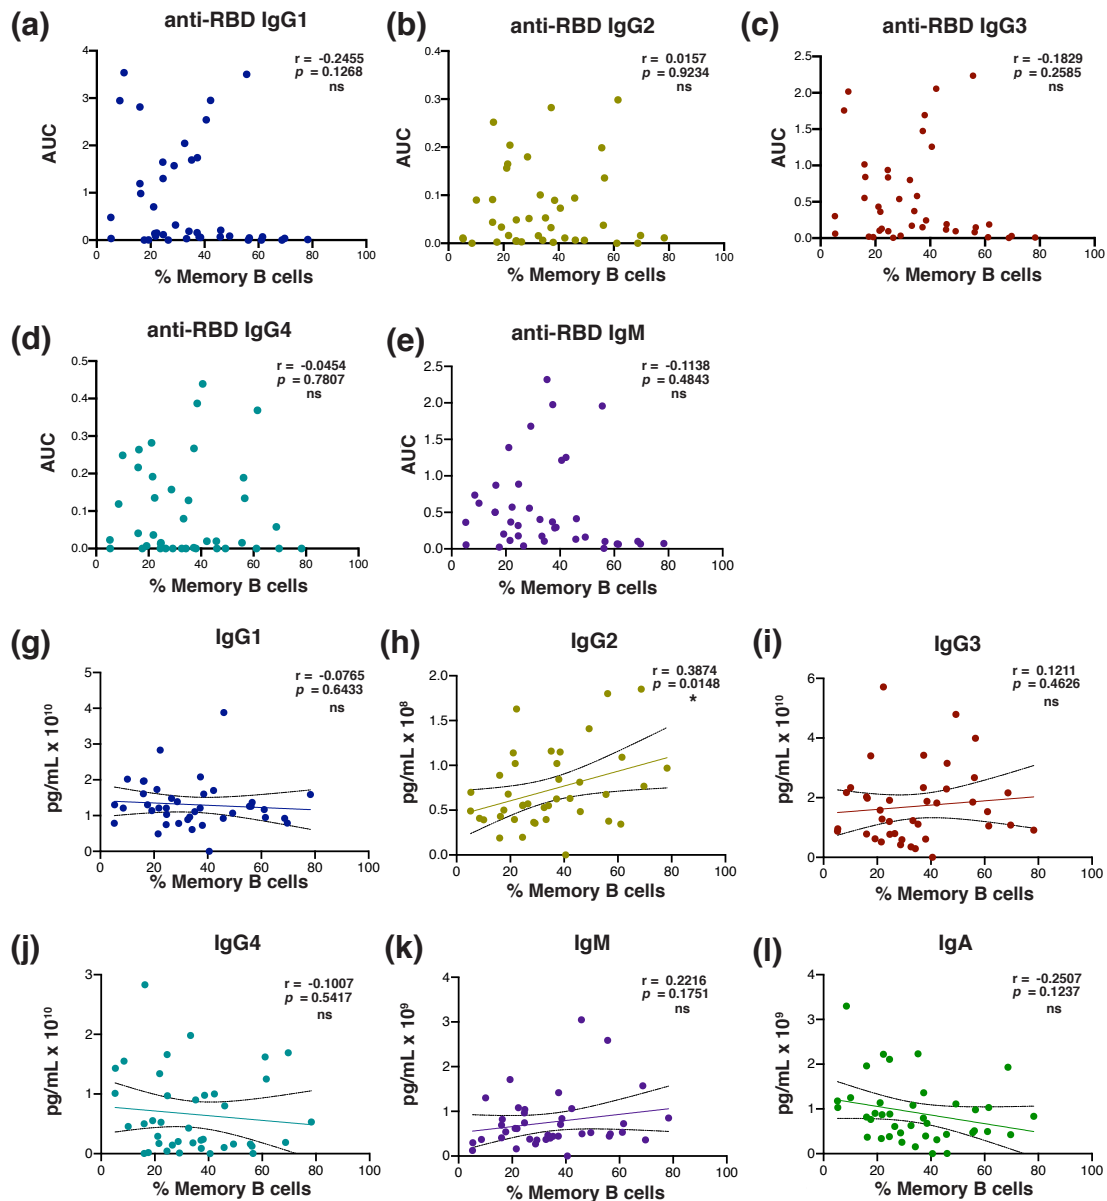 (a)
anti-RBD IgG1
r = -0.2455
p = 0.1268
ns
AUC
4
3
2
1
0
0 20 40 60 80 100
% Memory B cells
(b)
anti-RBD IgG2
r = 0.0157
p = 0.9234
ns
AUC
0.4
0.3
0.2
0.1
0.0
0 20 40 60 80 100
% Memory B cells
(c)
anti-RBD IgG3
r = -0.1829
p = 0.2585
ns
AUC
2.5
2.0
1.5
1.0
0.5
0.0
0 20 40 60 80 100
% Memory B cells
(d)
anti-RBD IgG4
r = -0.0454
p = 0.7807
ns
AUC
0.5
0.4
0.3
0.2
0.1
0.0
0 20 40 60 80 100
% Memory B cells
(e)
anti-RBD IgM
r = -0.1138
p = 0.4843
ns
AUC
2.5
2.0
1.5
1.0
0.5
0.0
0 20 40 60 80 100
% Memory B cells
(g)
IgG1
r = -0.0765
p = 0.6433
ns
pg/mL x 10¹⁰
5
4
3
2
1
0
0 20 40 60 80 100
% Memory B cells
(h)
IgG2
r = 0.3874
p = 0.0148
*
pg/mL x 10⁸
2.0
1.5
1.0
0.5
0.0
0 20 40 60 80 100
% Memory B cells
(i)
IgG3
r = 0.1211
p = 0.4626
ns
pg/mL x 10¹⁰
6
4
2
0
0 20 40 60 80 100
% Memory B cells
(j)
IgG4
r = -0.1007
p = 0.5417
ns
pg/mL x 10¹⁰
3
2
1
0
0 20 40 60 80 100
% Memory B cells
(k)
IgM
r = 0.2216
p = 0.1751
ns
pg/mL x 10⁹
4
3
2
1
0
0 20 40 60 80 100
% Memory B cells
(l)
IgA
r = -0.2507
p = 0.1237
ns
pg/mL x 10⁹
4
3
2
1
0
0 20 40 60 80 100
% Memory B cells